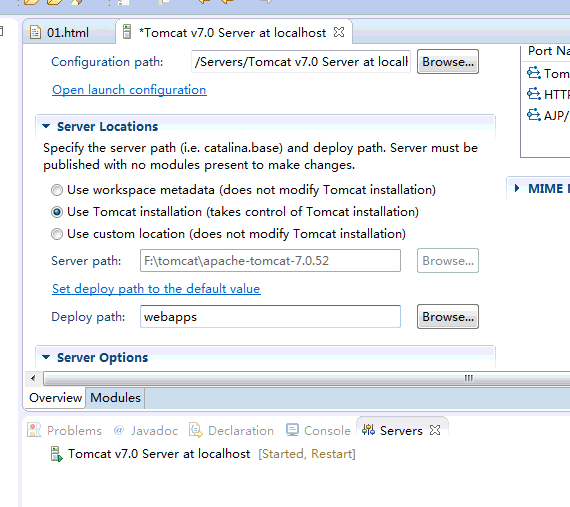 01.html
*Tomcat v7.0 Server at localhost
Configuration path:
/Servers/Tomcat v7.0 Server at local
Browse...
Open launch configuration
Port Na
Tom
HTT
AJP/
Server Locations
Specify the server path (i.e. catalina.base) and deploy path. Server must be
published with no modules present to make changes.
MIME
Use workspace metadata (does not modify Tomcat installation)
Use Tomcat installation (takes control of Tomcat installation)
Use custom location (does not modify Tomcat installation)
Server path:
F:\tomcat\apache-tomcat-7.0.52
Browse...
Set deploy path to the default value
Deploy path:
webapps
Browse...
Server Options
Overview
Modules
Problems
@ Javadoc
Declaration
Console
Servers
Tomcat v7.0 Server at localhost [Started, Restart]